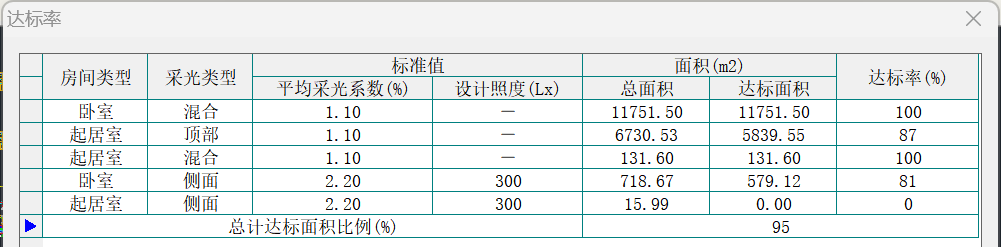 达标率
房间类型 采光类型 标准值 面积(m2) 达标率(%)
平均采光系数(%) 设计照度(Lx) 总面积 达标面积
卧室 混合 1.10 — 11751.50 11751.50 100
起居室 顶部 1.10 — 6730.53 5839.55 87
起居室 混合 1.10 — 131.60 131.60 100
卧室 侧面 2.20 300 718.67 579.12 81
起居室 侧面 2.20 300 15.99 0.00 0
总计达标面积比例(%) 95